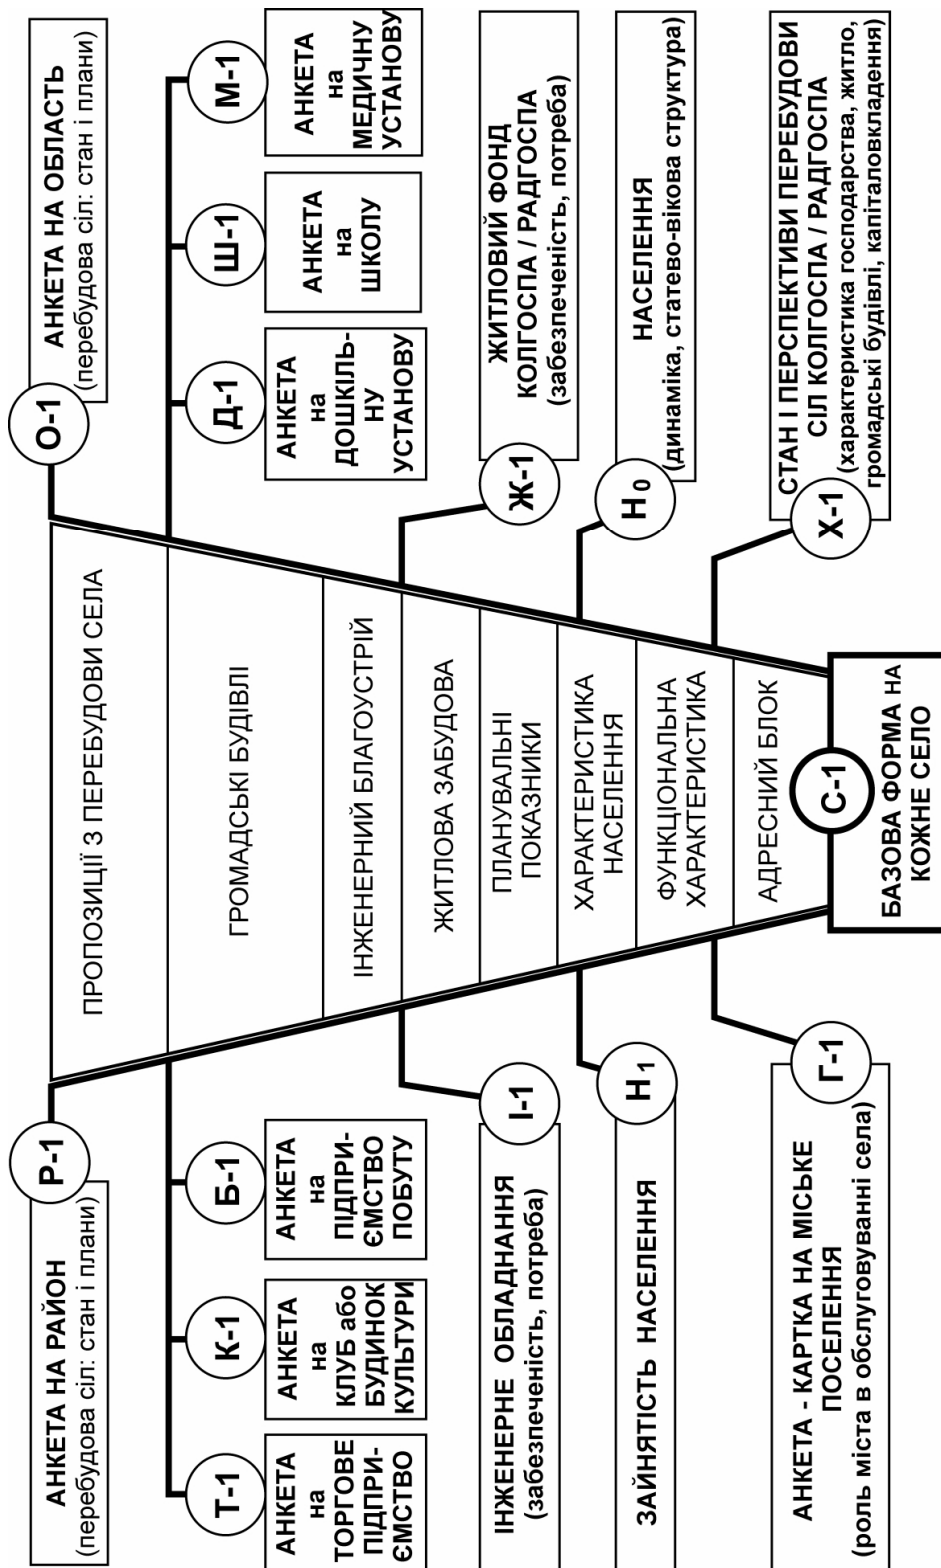 Р-1
АНКЕТА НА РАЙОН
(перебудова сіл: стан і плани)
О-1
АНКЕТА НА ОБЛАСТЬ
(перебудова сіл: стан і плани)
ПРОПОЗИЦІЇ З ПЕРЕБУДОВИ СЕЛА
Т-1
АНКЕТА
на
ТОРГОВЕ
ПІДПРИ-
ЄМСТВО
К-1
АНКЕТА
на
КЛУБ або
БУДИНОК
КУЛЬТУРИ
Б-1
АНКЕТА
на
ПІДПРИ-
ЄМСТВО
ПОБУТУ
ГРОМАДСЬКІ БУДІВЛІ
Д-1
АНКЕТА
на
ДОШКІЛЬ-
НУ
УСТАНОВУ
Ш-1
АНКЕТА
на
ШКОЛУ
М-1
АНКЕТА
на
МЕДИЧНУ
УСТАНОВУ
ІНЖЕНЕРНИЙ БЛАГОУСТРІЙ
ЖИТЛОВА ЗАБУДОВА
І-1
ІНЖЕНЕРНЕ ОБЛАДНАННЯ
(забезпеченість, потреба)
ПЛАНУВАЛЬНІ
ПОКАЗНИКИ
Ж-1
ЖИТЛОВИЙ ФОНД
КОЛГОСПА / РАДГОСПА
(забезпеченість, потреба)
Н1
ЗАЙНЯТІСТЬ НАСЕЛЕННЯ
ХАРАКТЕРИСТИКА
НАСЕЛЕННЯ
Н0
НАСЕЛЕННЯ
(динаміка, статево-вікова структура)
ФУНКЦІОНАЛЬНА
ХАРАКТЕРИСТИКА
АДРЕСНИЙ БЛОК
Г-1
АНКЕТА - КАРТКА НА МІСЬКЕ
ПОСЕЛЕННЯ
(роль міста в обслуговуванні села)
С-1
БАЗОВА ФОРМА НА
КОЖНЕ СЕЛО
Х-1
СТАН І ПЕРСПЕКТИВИ ПЕРЕБУДОВИ
СІЛ КОЛГОСПА / РАДГОСПА
(характеристика господарства, житло,
громадські будівлі, капіталовкладення)